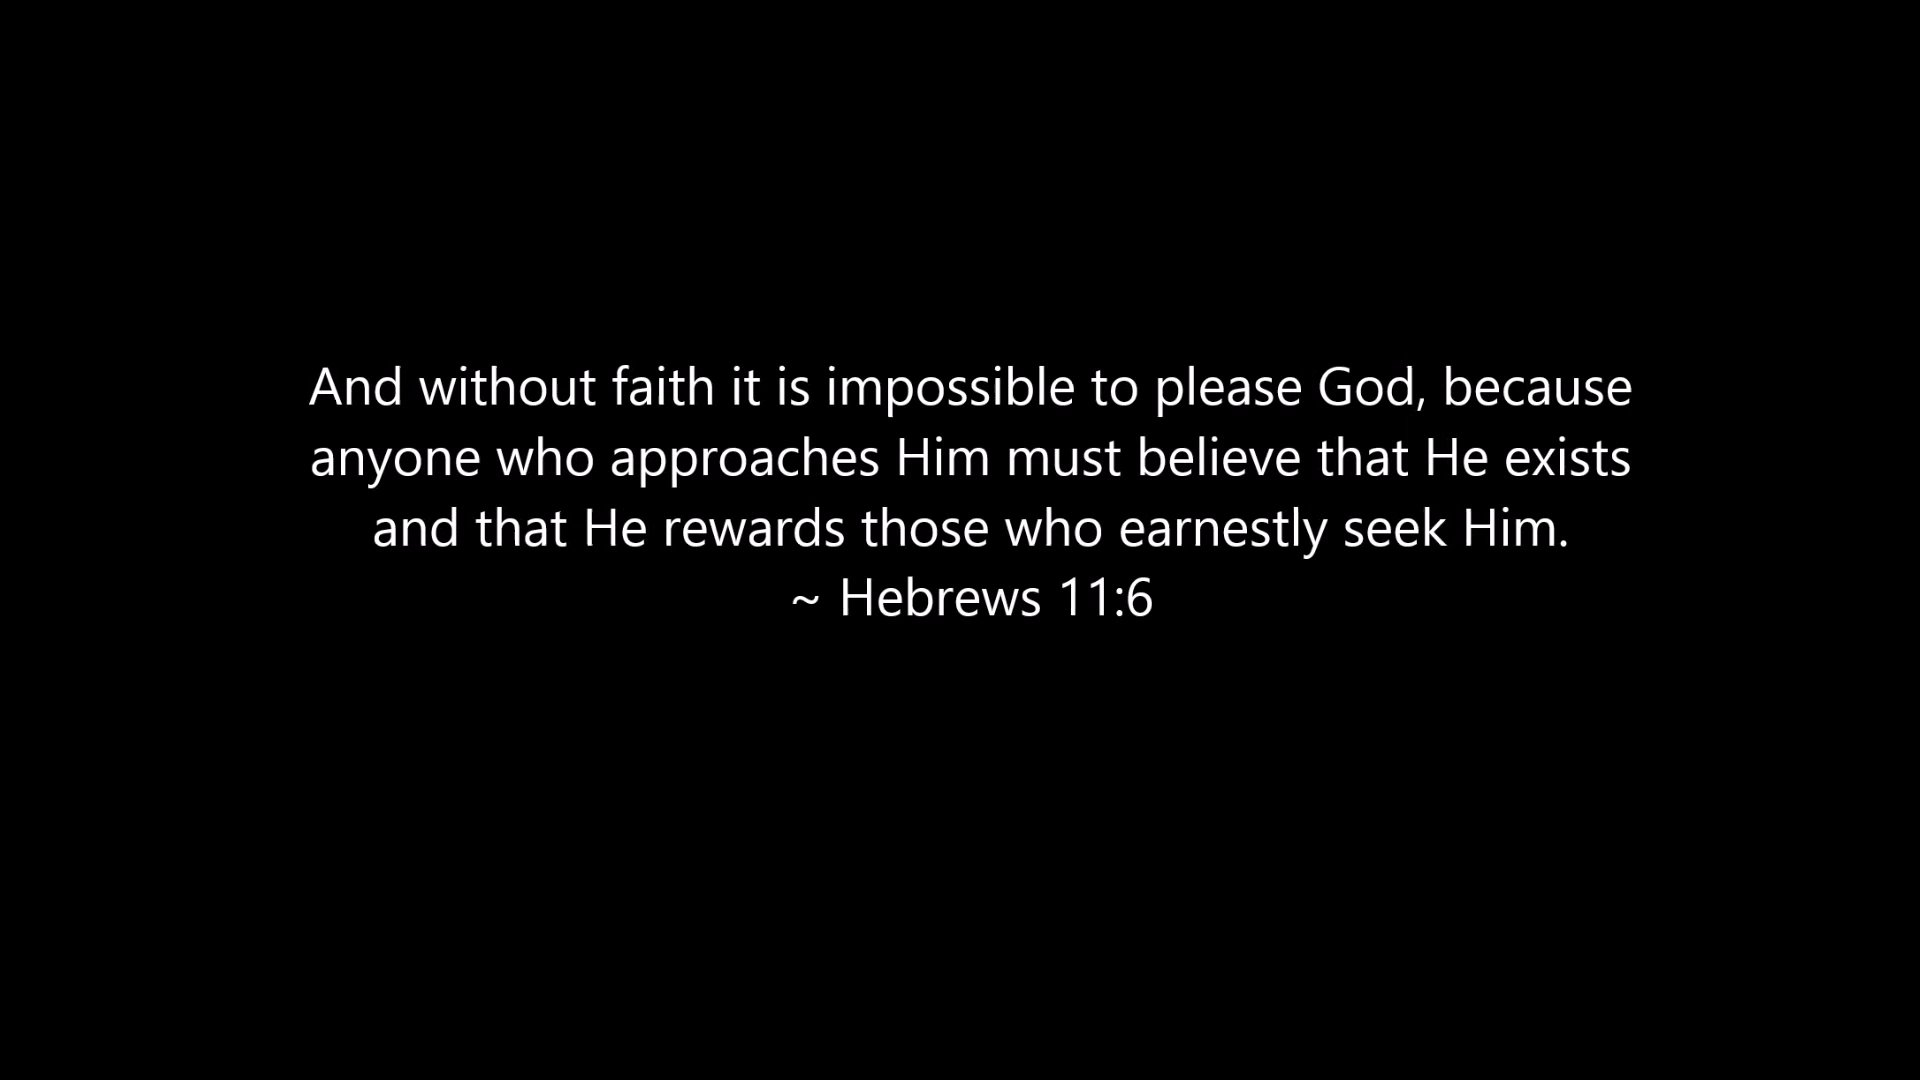 And without faith it is impossible to please God, because
anyone who approaches Him must believe that He exists
and that He rewards those who earnestly seek Him.
~ Hebrews 11:6